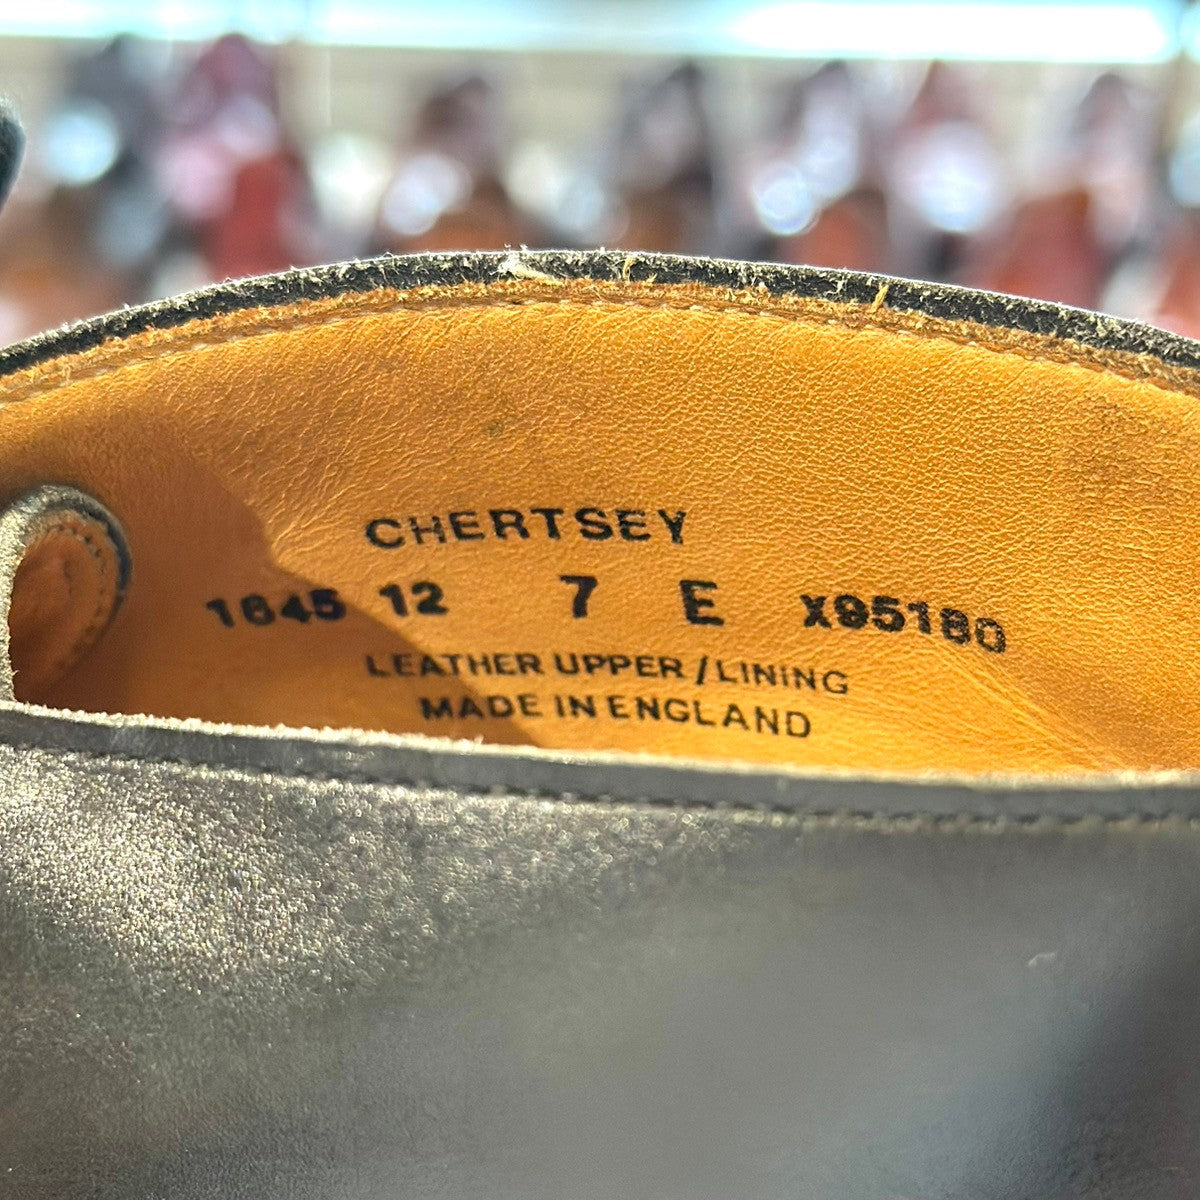 CHERTSEY
1645 12 7 E X95180
LEATHER UPPER/LINING
MADE IN ENGLAND